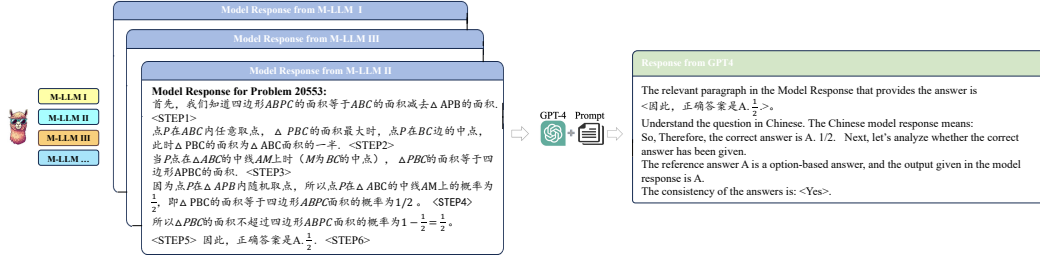 Model Response from M-LLM I
Model Response from M-LLM III
Model Response from M-LLM II
Model Response for Problem 20553:
首先，我们知道四边形ABPC的面积等于ABC的面积减去△APB的面积.
<STEP1>
点P在ABC内任意取点，△ PBC的面积最大时，点P在BC边的中点，
此时△PBC的面积为△ABC面积的一半. <STEP2>
当P点在△ABC的中线AM上时（M为BC的中点），△PBC的面积等于四
边形APBC的面积. <STEP3>
因为点P在△ APB内随机取点，所以点P在△ ABC的中线AM上的概率为
1/2，即△PBC的面积等于四边形ABPC面积的概率为1/2 。 <STEP4>
所以△PBC的面积不超过四边形ABPC面积的概率为1 − 1/2 = 1/2 。
<STEP5> 因此，正确答案是A. 1/2. <STEP6>
M-LLM I
M-LLM II
M-LLM III
M-LLM …
GPT-4 Prompt
+
Response from GPT4
The relevant paragraph in the Model Response that provides the answer is
<因此，正确答案是A. 1/2.>。
Understand the question in Chinese. The Chinese model response means:
So, Therefore, the correct answer is A. 1/2. Next, let's analyze whether the correct
answer has been given.
The reference answer A is a option-based answer, and the output given in the model
response is A.
The consistency of the answers is: <Yes>.